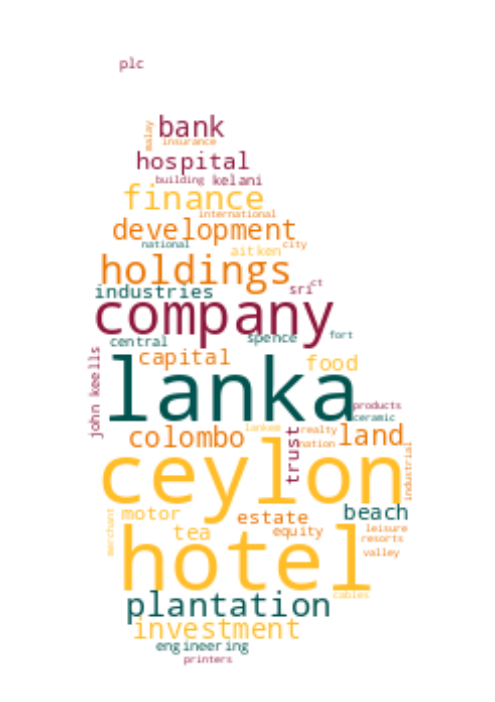 plc
bank
malay
insurance
hospital
building kelani
finance
international
development
national
city
aitken
holdings
ct
sri
industries
company
central
spence
fort
capital
food
john keells
lanka
products
ceramic
lankem
realty
colombo
trust
nation
land
ceylon
industrial
beach
motor
estate
merchant
tea
equity
leisure
resorts
valley
hotel
cables
plantation
investment
engineering
printers